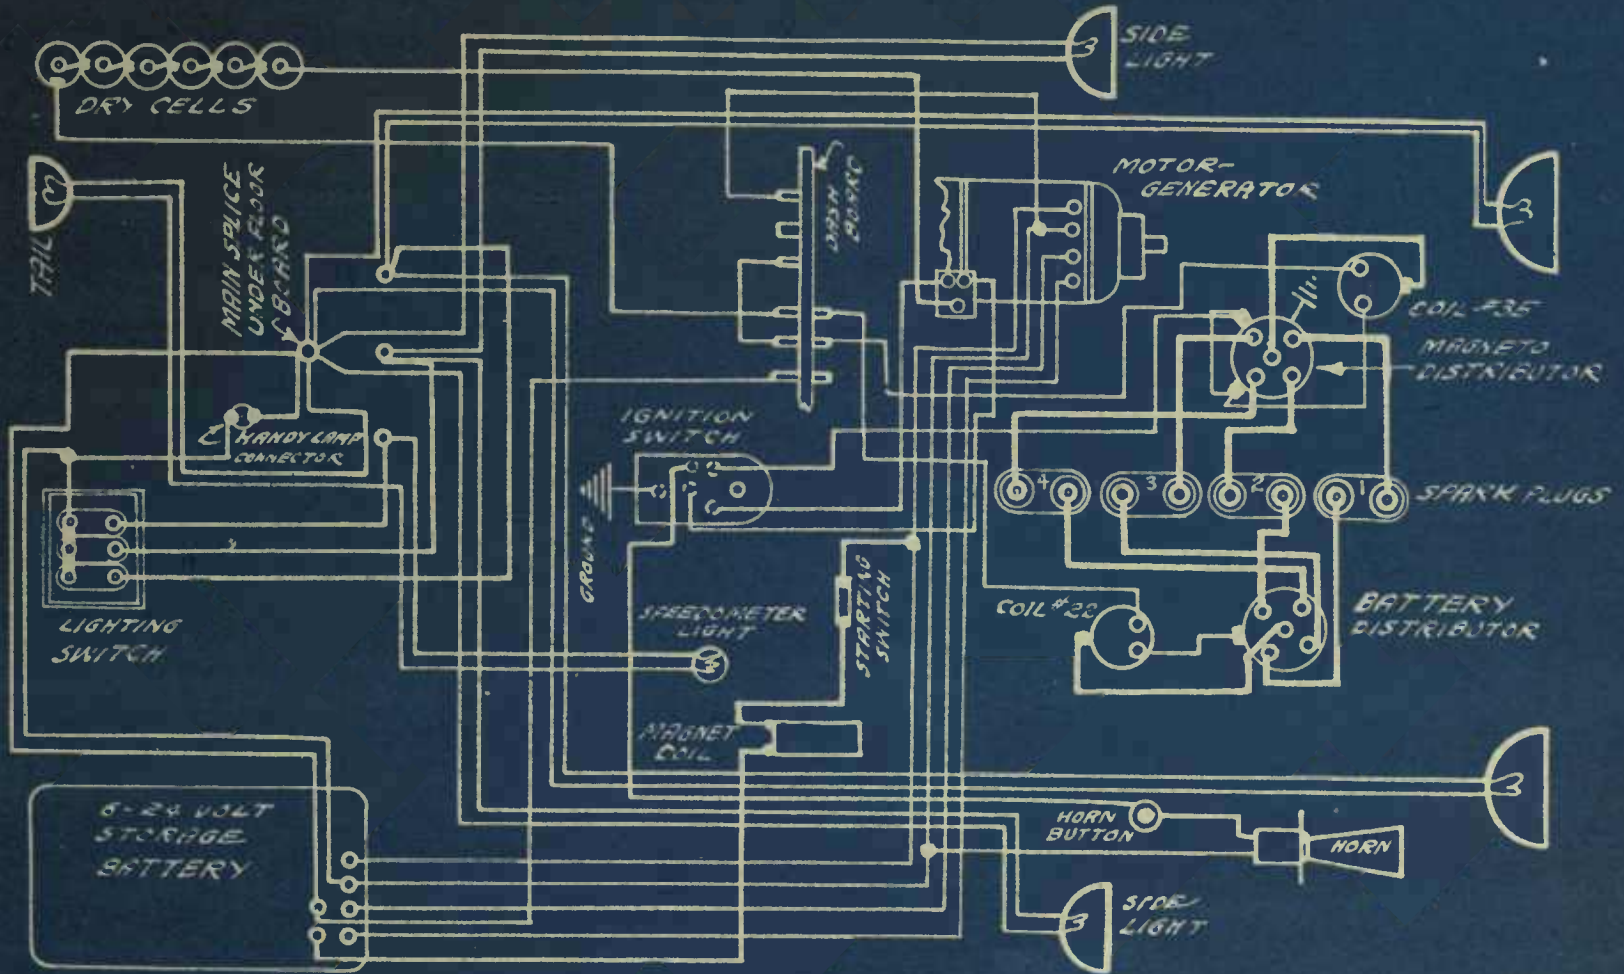 SIDE
LIGHT
DRY CELLS
MOTOR-
GENERATOR
DASH
BORC
MAIN SPLICE
UNDER FLOOR
BCARD
TAIL
COIL #35
MAGNETO
DISTRIBUTOR
IGNITION
SWITCH
HANDY LAMP
CONNECTOR
4
3
2
1
SPARK PLUGS
GROUND
LIGHTING
SWITCH
SPEEDOMETER
LIGHT
STARTING
SWITCH
COIL #22
BATTERY
DISTRIBUTOR
MAGNET
COIL
6-24 VOLT
STORAGE
BATTERY
HORN
BUTTON
HORN
SIDE
LIGHT